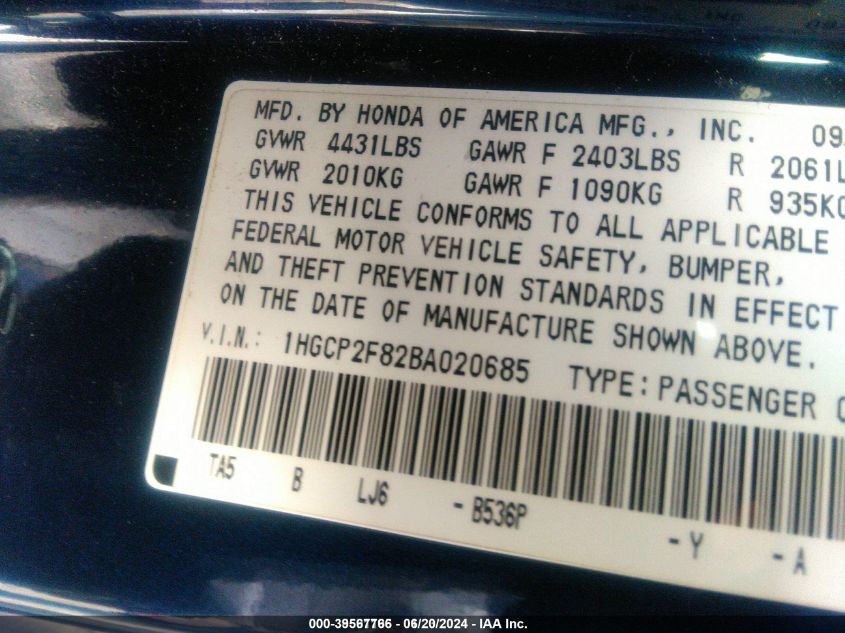 MFD. BY HONDA OF AMERICA MFG., INC. 09
GVWR 4431LBS GAWR F 2403LBS R 2061L
GVWR 2010KG GAWR F 1090KG R 935KG
THIS VEHICLE CONFORMS TO ALL APPLICABLE
FEDERAL MOTOR VEHICLE SAFETY, BUMPER,
AND THEFT PREVENTION STANDARDS IN EFFECT
ON THE DATE OF MANUFACTURE SHOWN ABOVE.
V.I.N.: 1HGCP2F82BA020685 TYPE: PASSENGER
TA5 B LJ6 - B536P - Y - A
000-39567766 - 06/20/2024 - IAA Inc.